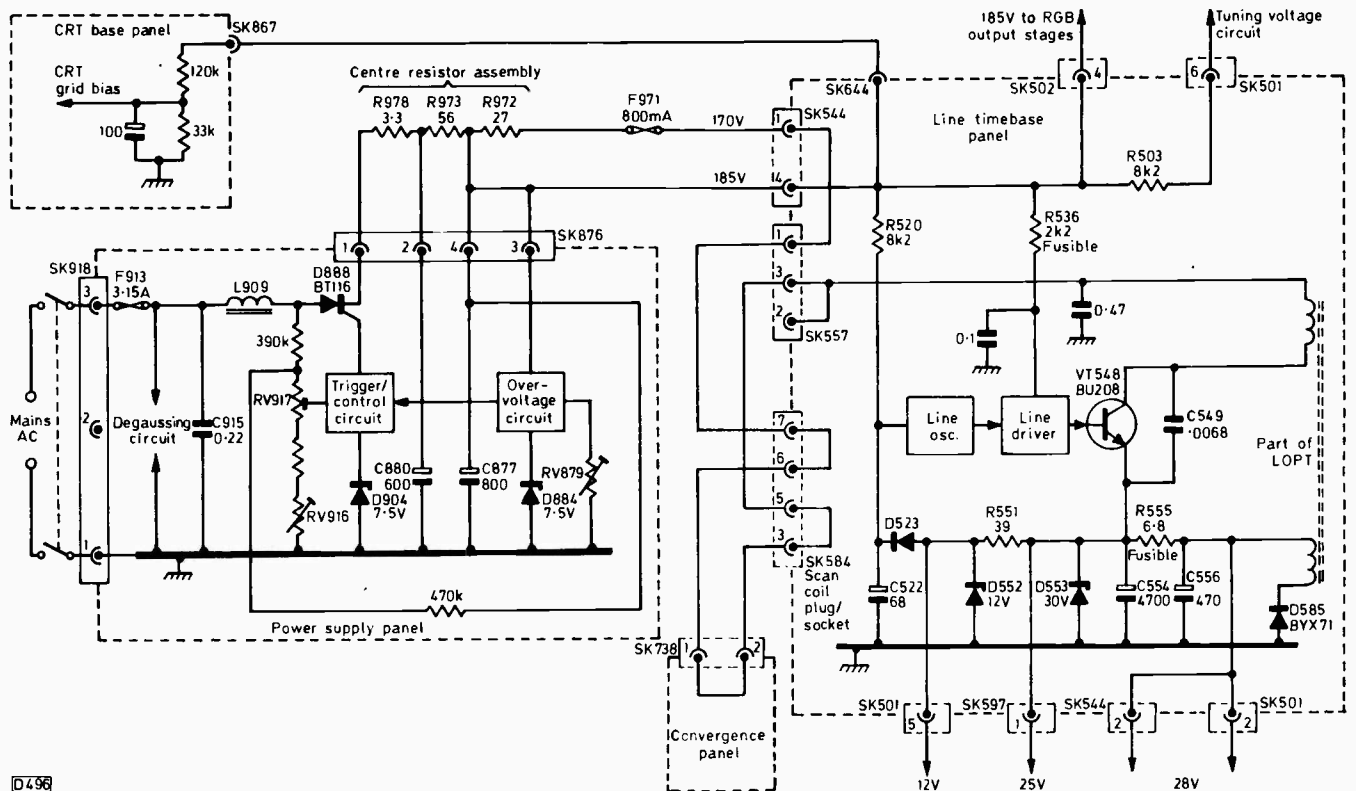 CRT base panel
SK867
120k
CRT
grid bias
100
33k
Centre resistor assembly
R978
3·3
R973
56
R972
27
F971
800mA
170V
185V
SK544
1
4
185V to RGB
output stages
Tuning voltage
circuit
4
SK502
6
SK501
SK644
Line timebase
panel
R503
8k2
R520
8k2
R536
2k2
Fusible
SK918
3
F913
3·15A
L909
D888
BT116
1
2
4
3
SK876
390k
RV917
Trigger/
control
circuit
Over-
voltage
circuit
Mains
AC
2
Degaussing
circuit
C915
0·22
RV916
D904
7·5V
C880
600
C877
800
D884
7·5V
RV879
1
470k
Power supply panel
1
3
2
SK557
0·1
0·47
VT548
BU208
Line
osc.
Line
driver
C549
·0068
Part of
LOPT
7
6
5
3
SK584
Scan
coil
plug/
socket
D523
R551
39
R555
6·8
Fusible
C522
68
D552
12V
D553
30V
C554
4700
C556
470
D585
BYX71
SK738
1
2
Convergence
panel
SK501
5
SK597
1
SK544
2
SK501
2
12V
25V
28V
D496